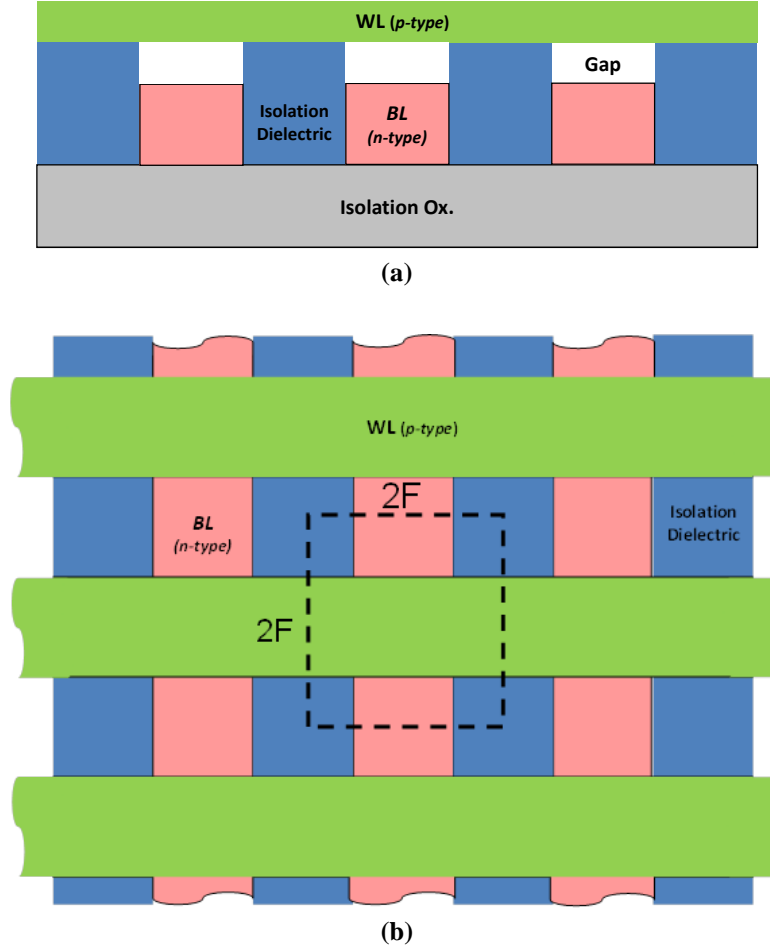 WL (p-type)
Gap
Isolation
Dielectric
BL
(n-type)
Isolation Ox.
(a)
WL (p-type)
2F
BL
(n-type)
Isolation
Dielectric
2F
(b)